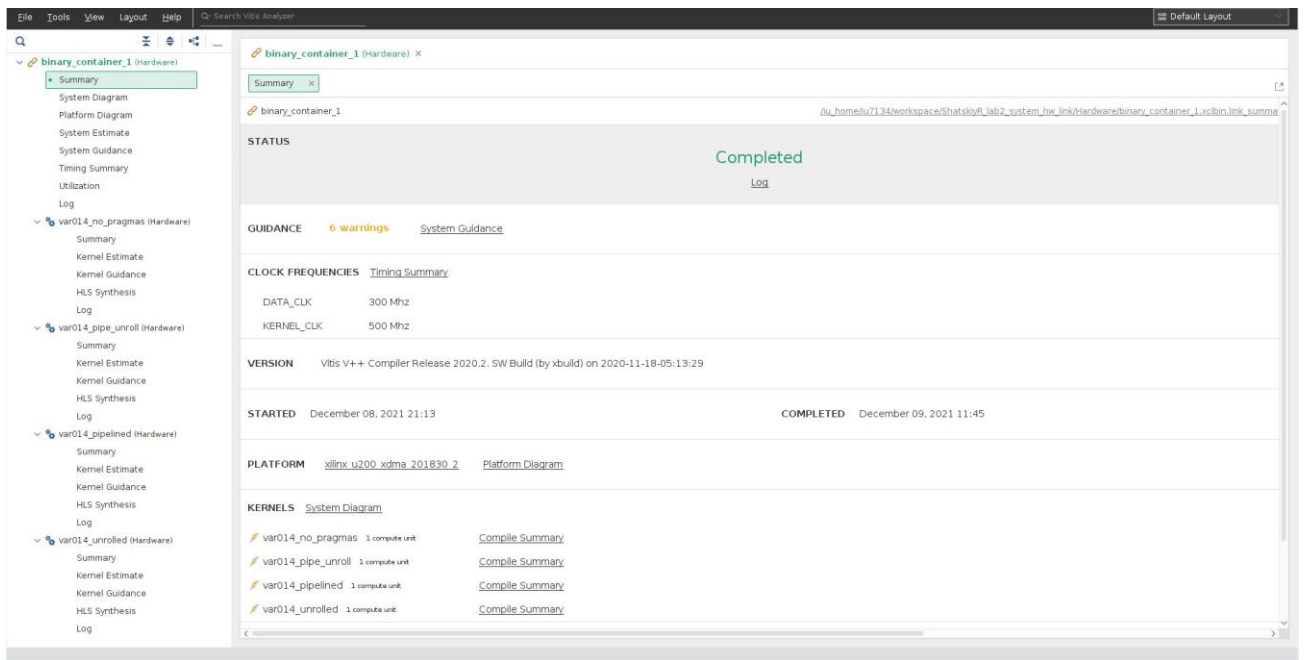 File Tools View Layout Help Q- Search Vitis Analyzer Default Layout
binary_container_1 (Hardware)
Summary
System Diagram
Platform Diagram
System Estimate
System Guidance
Timing Summary
Utilization
Log
var014_no_pragmas (Hardware)
Summary
Kernel Estimate
Kernel Guidance
HLS Synthesis
Log
var014_pipe_unroll (Hardware)
Summary
Kernel Estimate
Kernel Guidance
HLS Synthesis
Log
var014_pipelined (Hardware)
Summary
Kernel Estimate
Kernel Guidance
HLS Synthesis
Log
var014_unrolled (Hardware)
Summary
Kernel Estimate
Kernel Guidance
HLS Synthesis
Log
binary_container_1 (Hardware) ×
Summary ×
binary_container_1 /iu_home/iu7134/workspace/ShatskiyR_lab2_system_hw_link/Hardware/binary_container_1.xclbin.link_summa
STATUS
Completed
Log
GUIDANCE 6 warnings System Guidance
CLOCK FREQUENCIES Timing Summary
DATA_CLK 300 Mhz
KERNEL_CLK 500 Mhz
VERSION Vitis V++ Compiler Release 2020.2. SW Build (by xbuild) on 2020-11-18-05:13:29
STARTED December 08, 2021 21:13 COMPLETED December 09, 2021 11:45
PLATFORM xilinx_u200_xdma_201830_2 Platform Diagram
KERNELS System Diagram
var014_no_pragmas 1 compute unit Compile Summary
var014_pipe_unroll 1 compute unit Compile Summary
var014_pipelined 1 compute unit Compile Summary
var014_unrolled 1 compute unit Compile Summary